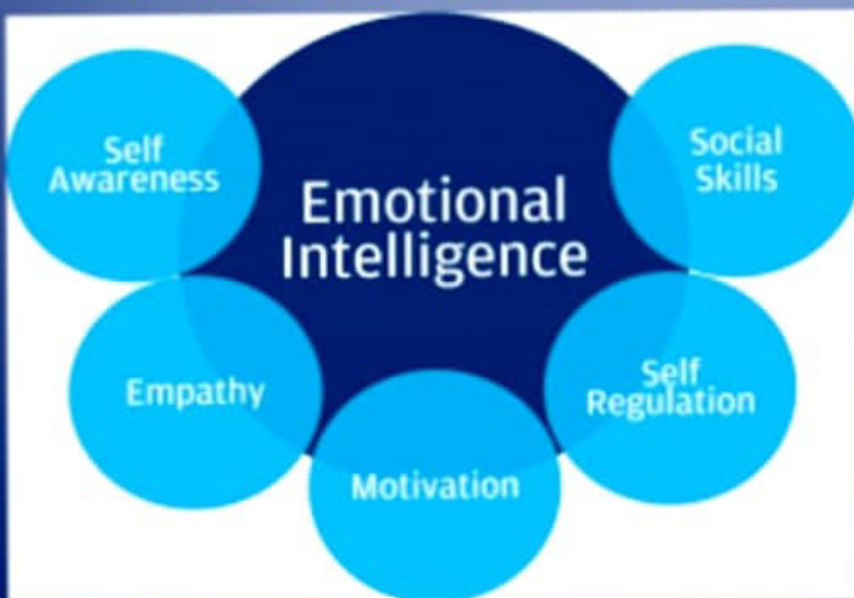 Emotional
Intelligence
Self
Awareness
Empathy
Motivation
Self
Regulation
Social
Skills